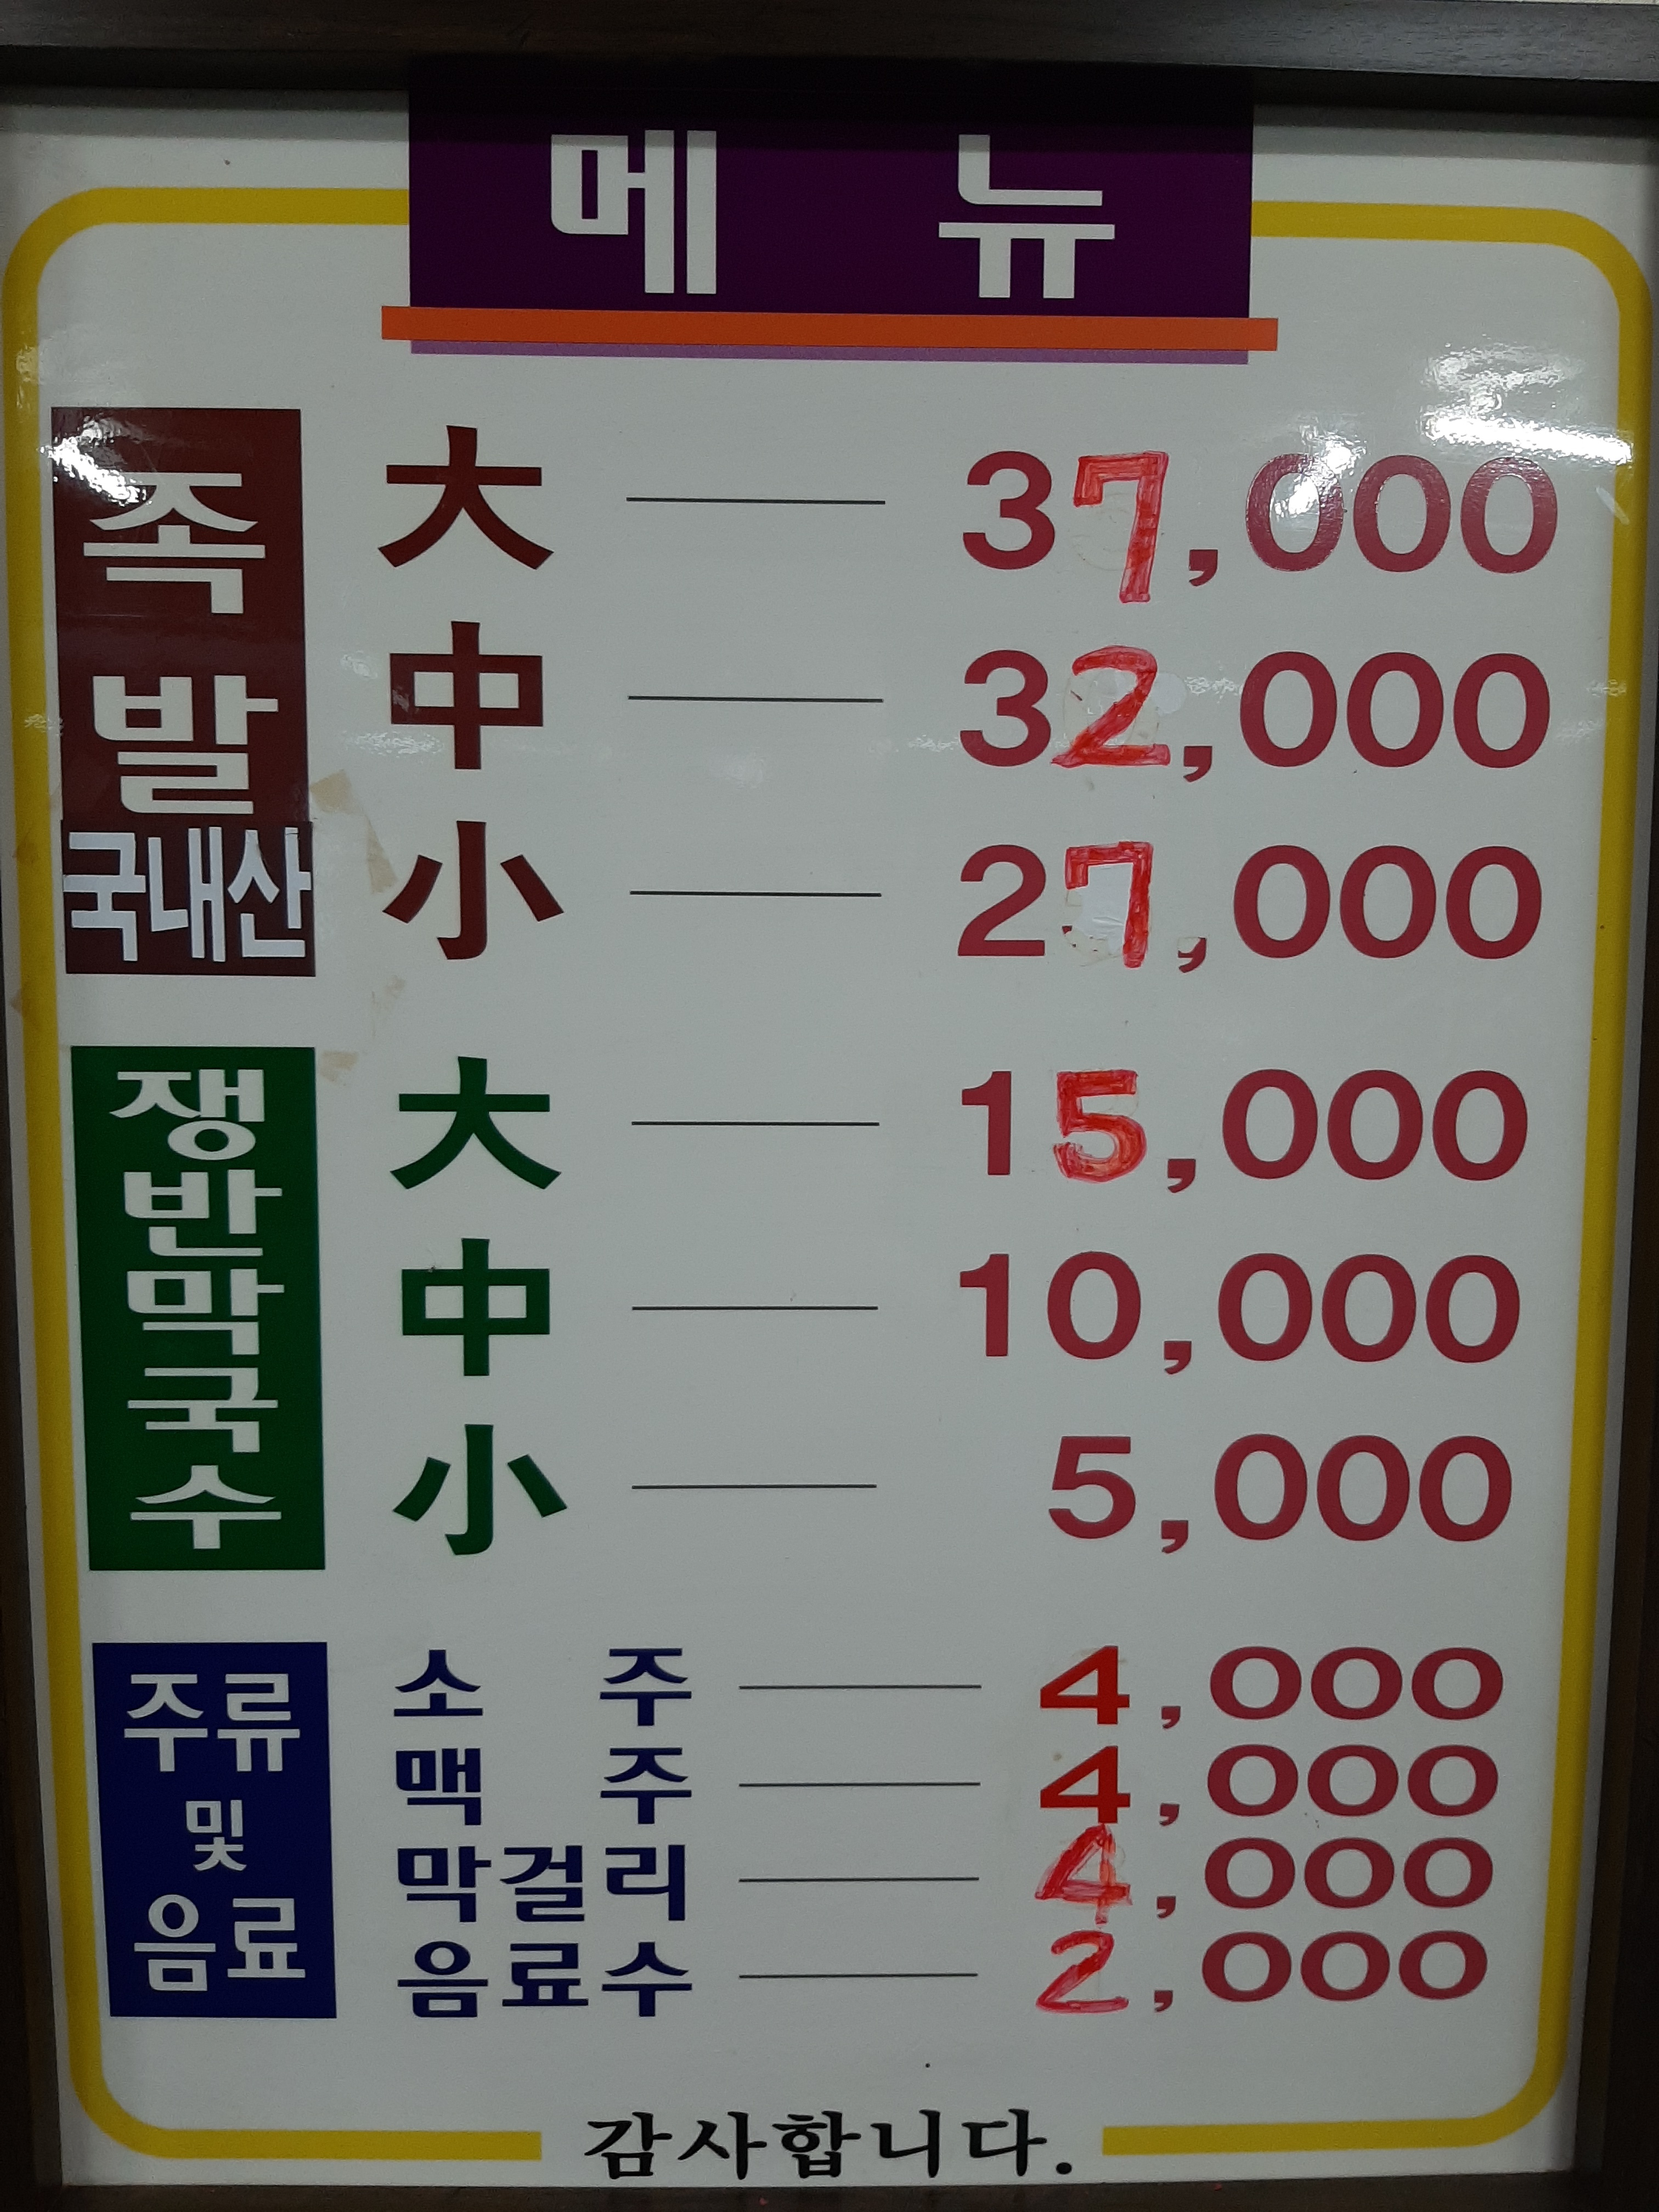 메 뉴
족발 국내산
大 37,000
中 32,000
小 27,000
쟁반막국수
大 15,000
中 10,000
小 5,000
주류 및 음료
소주 4,000
맥주 4,000
막걸리 4,000
음료수 2,000
감사합니다.